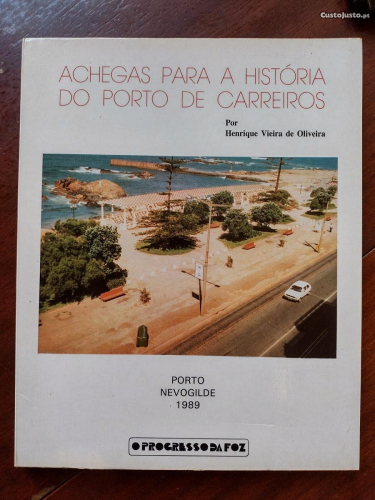 CustoJusto.pt
ACHEGAS PARA A HISTÓRIA
DO PORTO DE CARREIROS
Por
Henrique Vieira de Oliveira
PORTO
NEVOGILDE
1989
O PROGRESSO DA FOZ